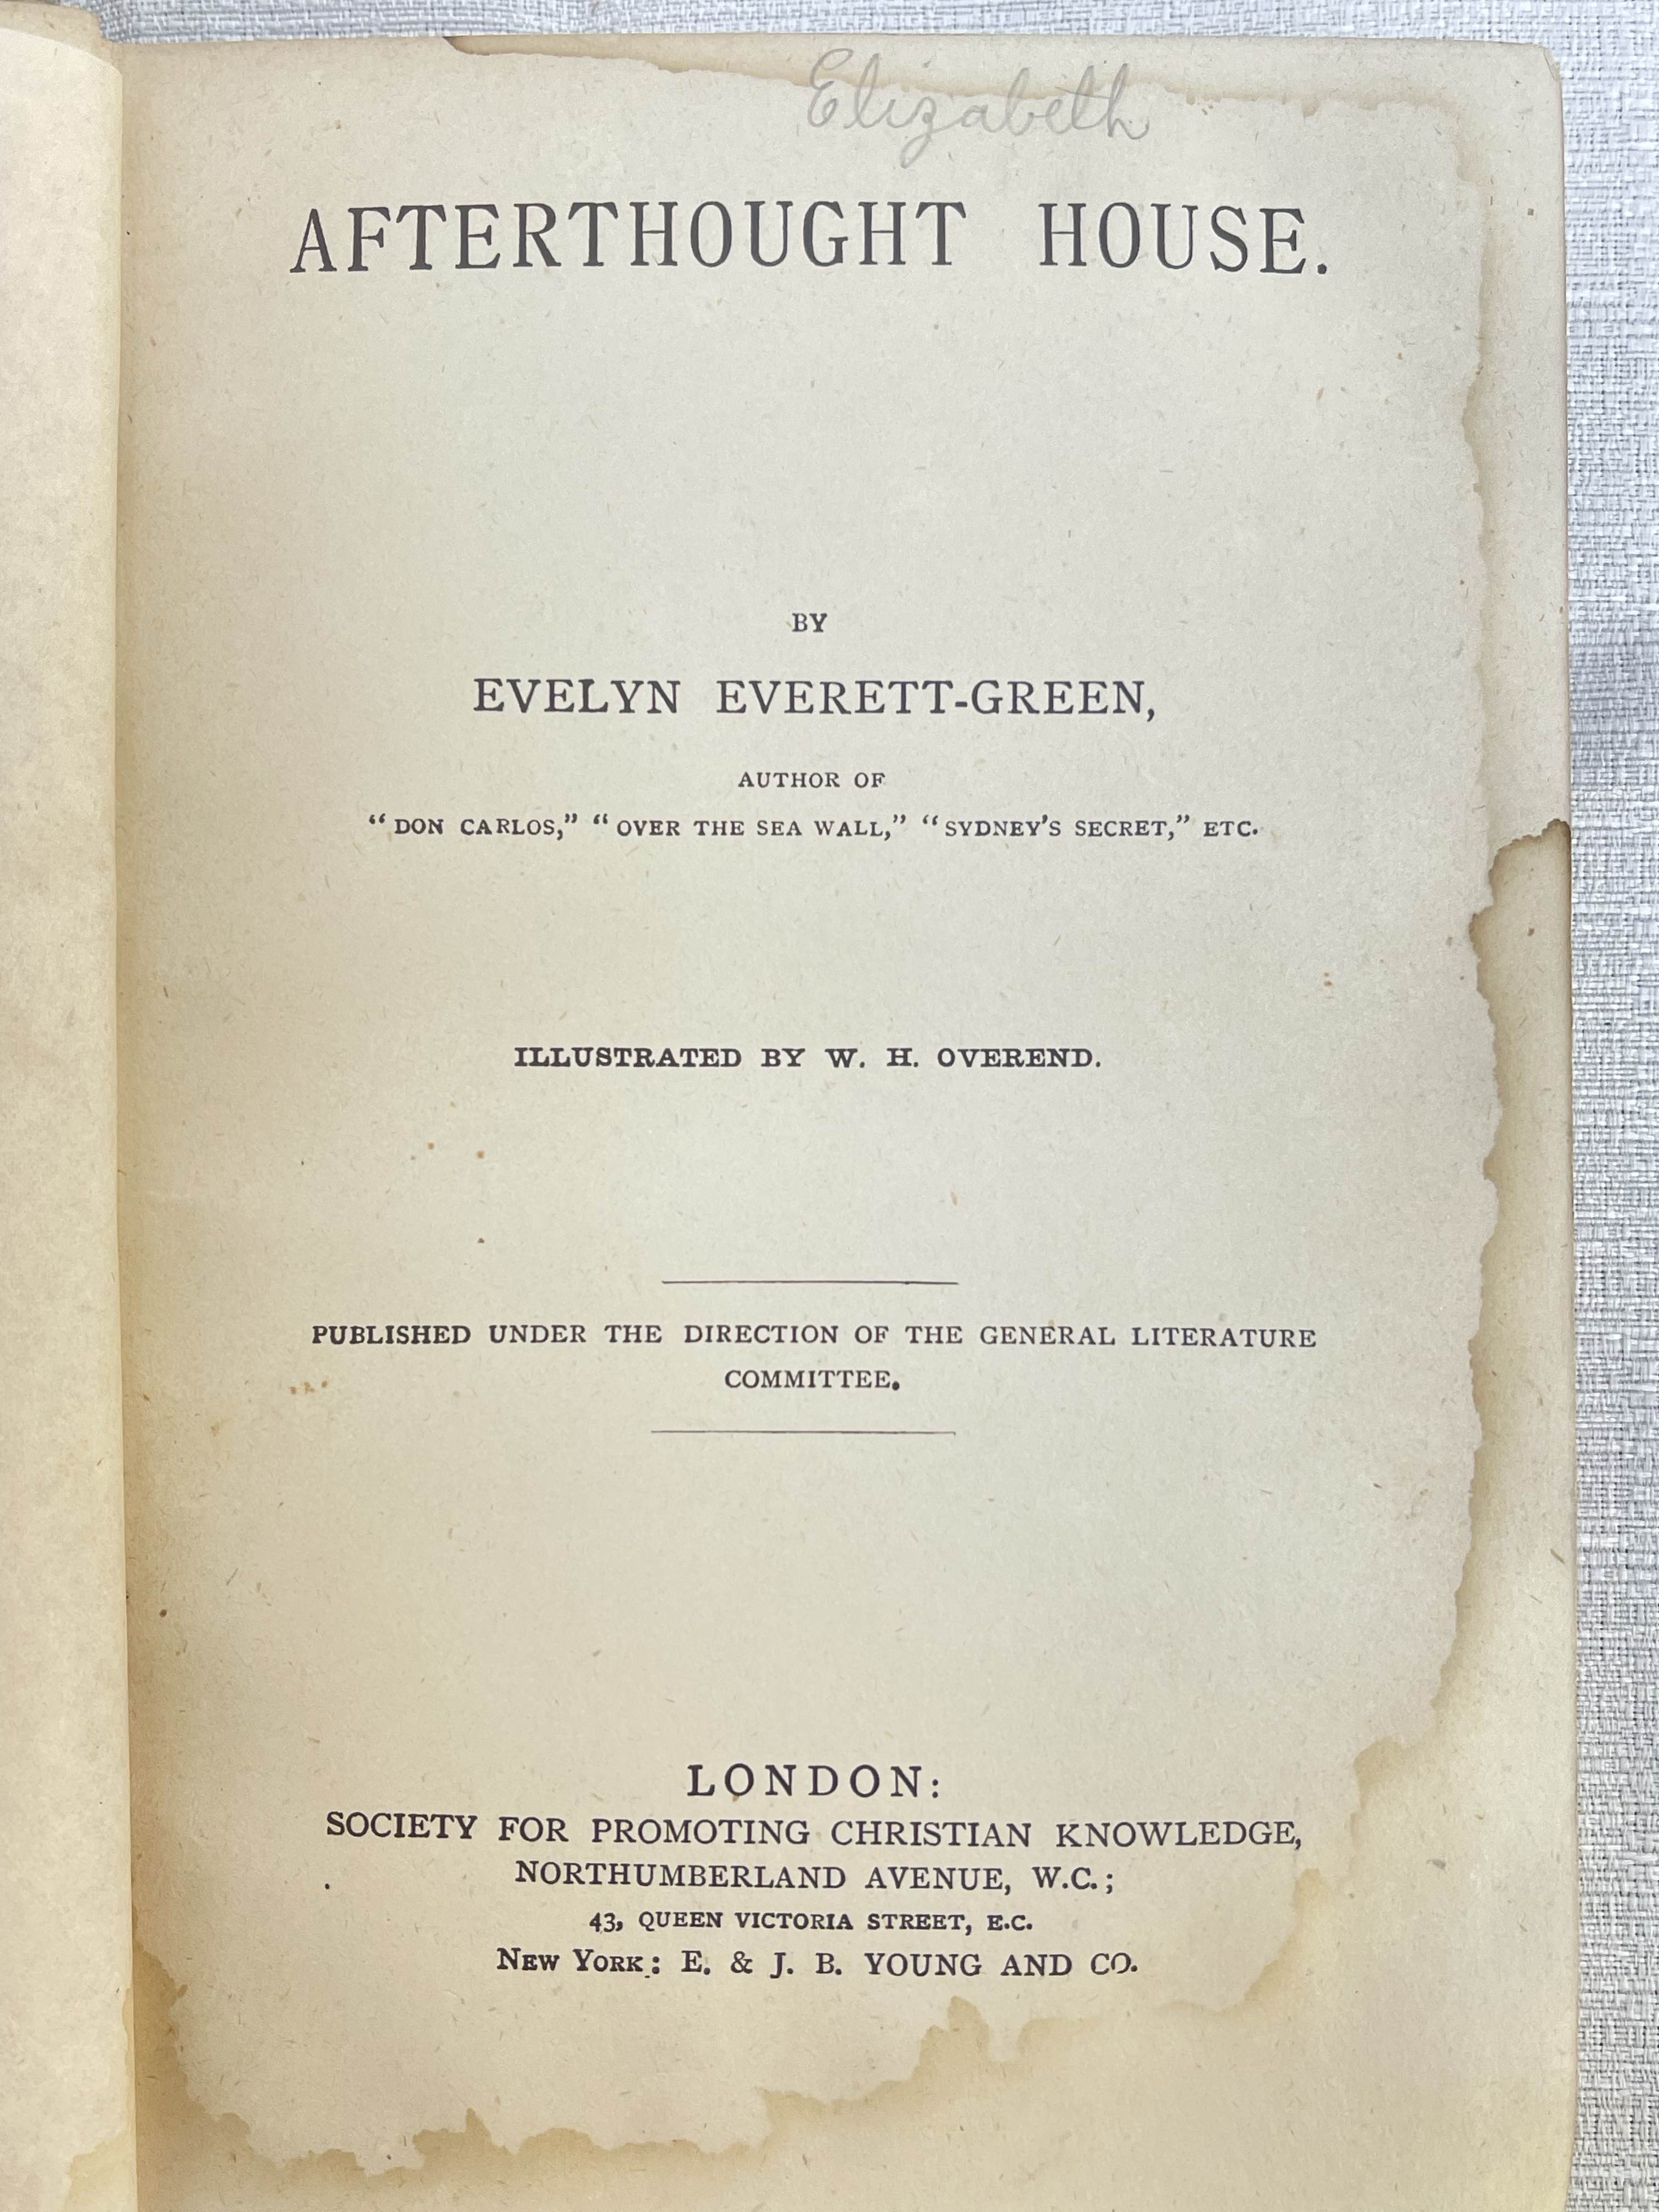 Elizabeth
AFTERTHOUGHT HOUSE.
BY
EVELYN EVERETT-GREEN,
AUTHOR OF
“DON CARLOS,” “OVER THE SEA WALL,” “SYDNEY'S SECRET,” ETC.
ILLUSTRATED BY W. H. OVEREND.
PUBLISHED UNDER THE DIRECTION OF THE GENERAL LITERATURE
COMMITTEE.
LONDON:
SOCIETY FOR PROMOTING CHRISTIAN KNOWLEDGE,
NORTHUMBERLAND AVENUE, W.C.;
43, QUEEN VICTORIA STREET, E.C.
NEW YORK: E. & J. B. YOUNG AND CO.